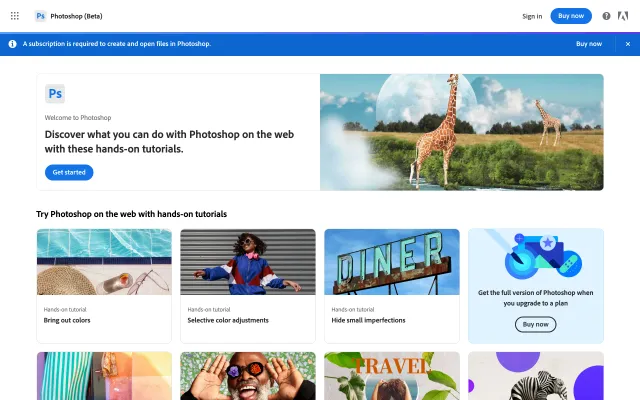 Ps Photoshop (Beta)
Sign in
Buy now
A subscription is required to create and open files in Photoshop.
Buy now
Ps
Welcome to Photoshop
Discover what you can do with Photoshop on the web
with these hands-on tutorials.
Get started
Try Photoshop on the web with hands-on tutorials
DINER
Hands-on tutorial
Bring out colors
Hands-on tutorial
Selective color adjustments
Hands-on tutorial
Hide small imperfections
Get the full version of Photoshop when
you upgrade to a plan
Buy now
TRAVEL